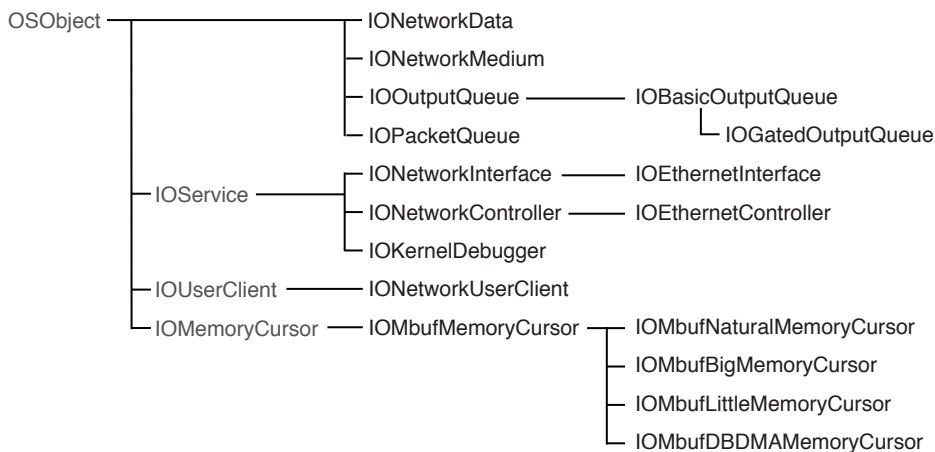 OSObject
IONetworkData
IONetworkMedium
IOOutputQueue
IOBasicOutputQueue
IOPacketQueue
IOGatedOutputQueue
IOService
IONetworkInterface
IOEthernetInterface
IONetworkController
IOEthernetController
IOKernelDebugger
IOUserClient
IONetworkUserClient
IOMemoryCursor
IOMbufMemoryCursor
IOMbufNaturalMemoryCursor
IOMbufBigMemoryCursor
IOMbufLittleMemoryCursor
IOMbufDBDMAMemoryCursor